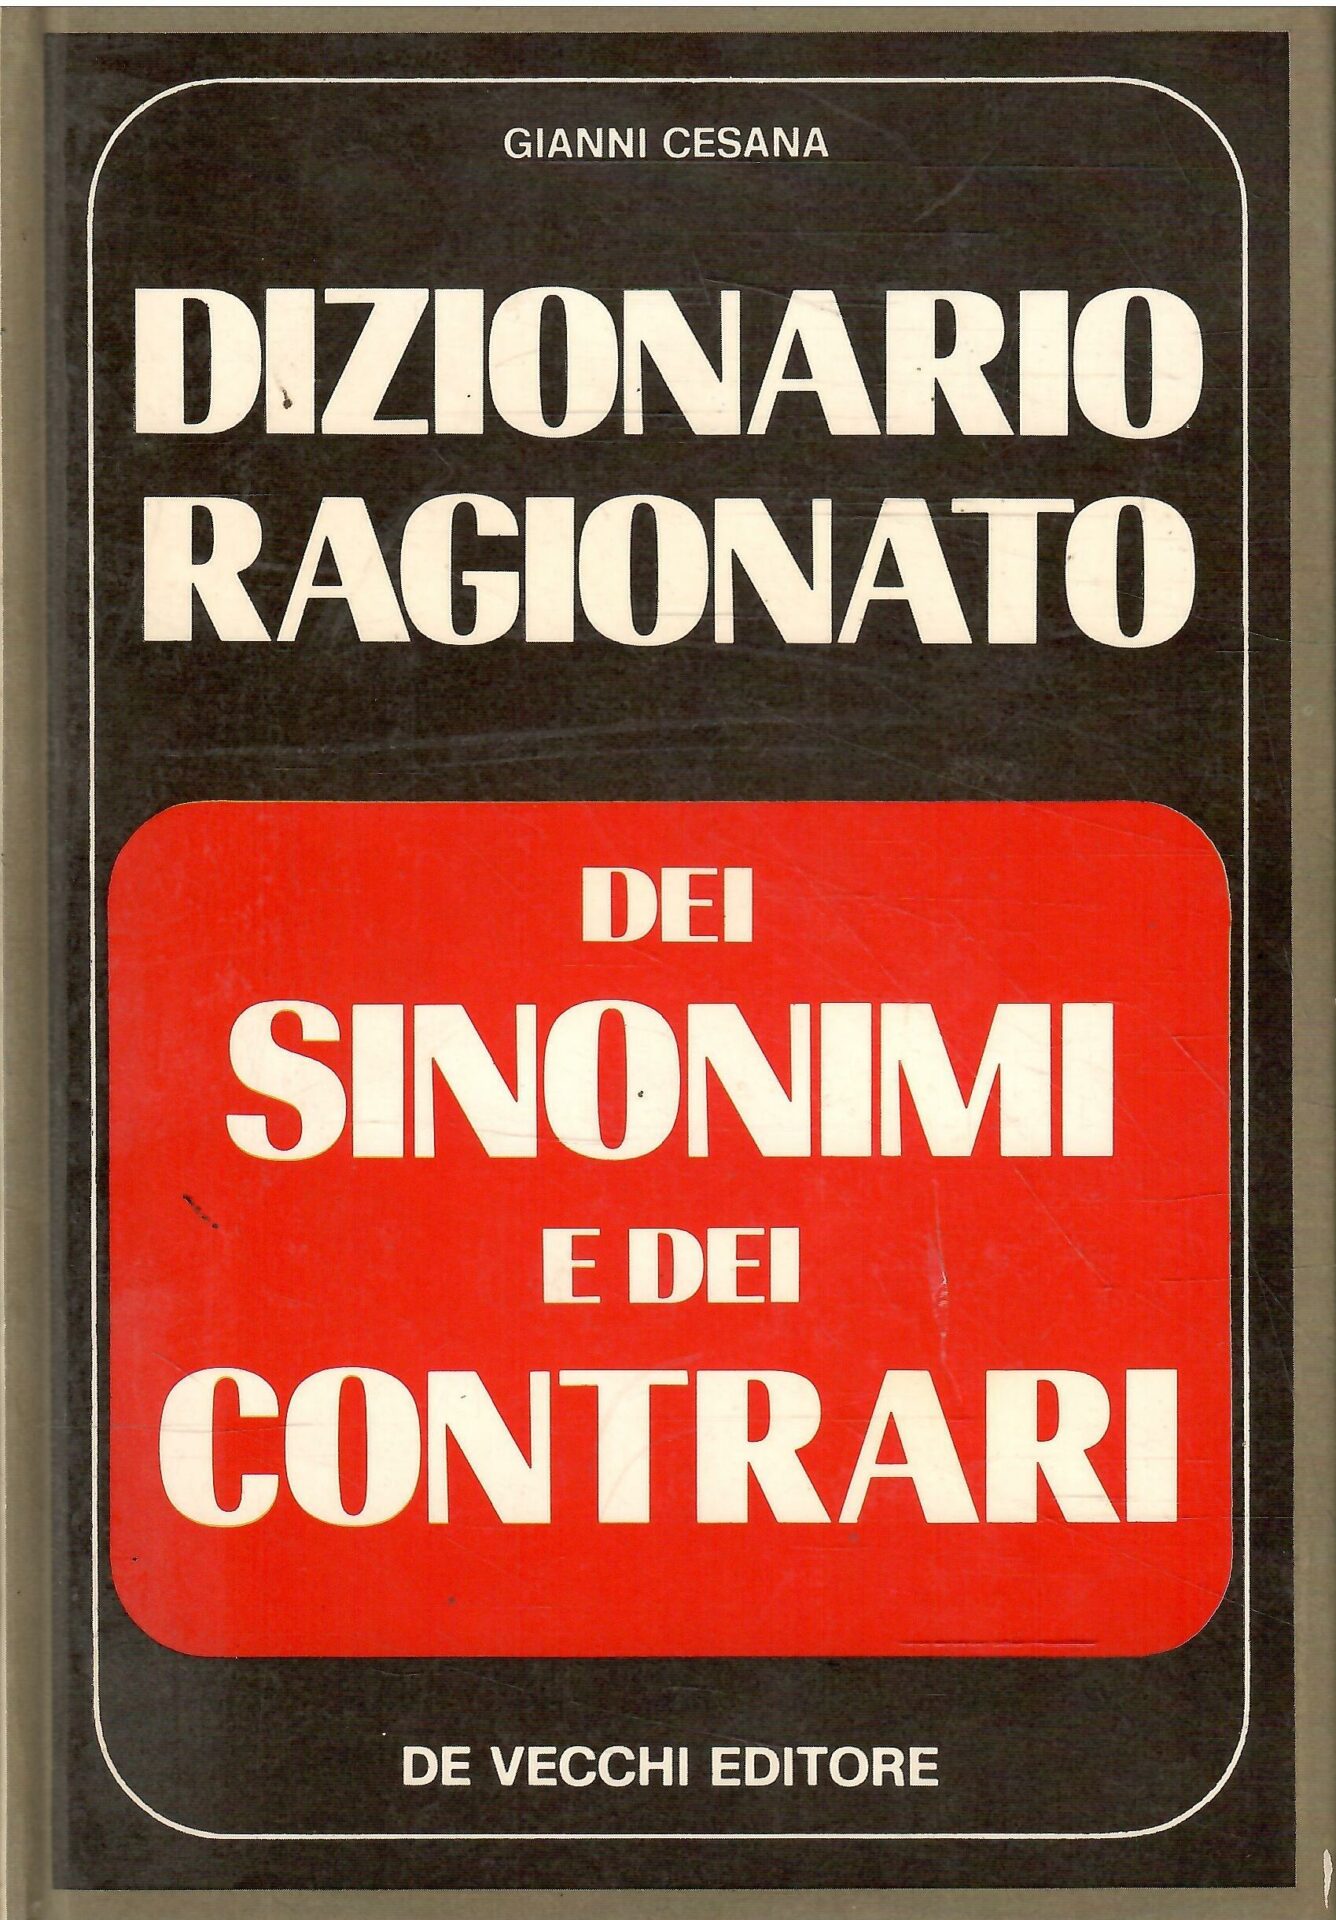 GIANNI CESANA
DIZIONARIO
RAGIONATO
DEI
SINONIMI
E DEI
CONTRARI
DE VECCHI EDITORE